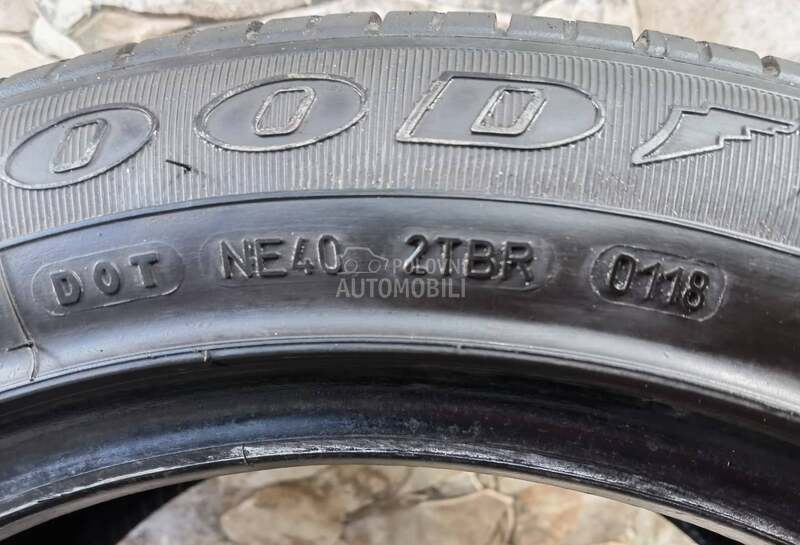 OOD
DOT NE40 2TBR 0118
POLOVNI
AUTOMOBILI